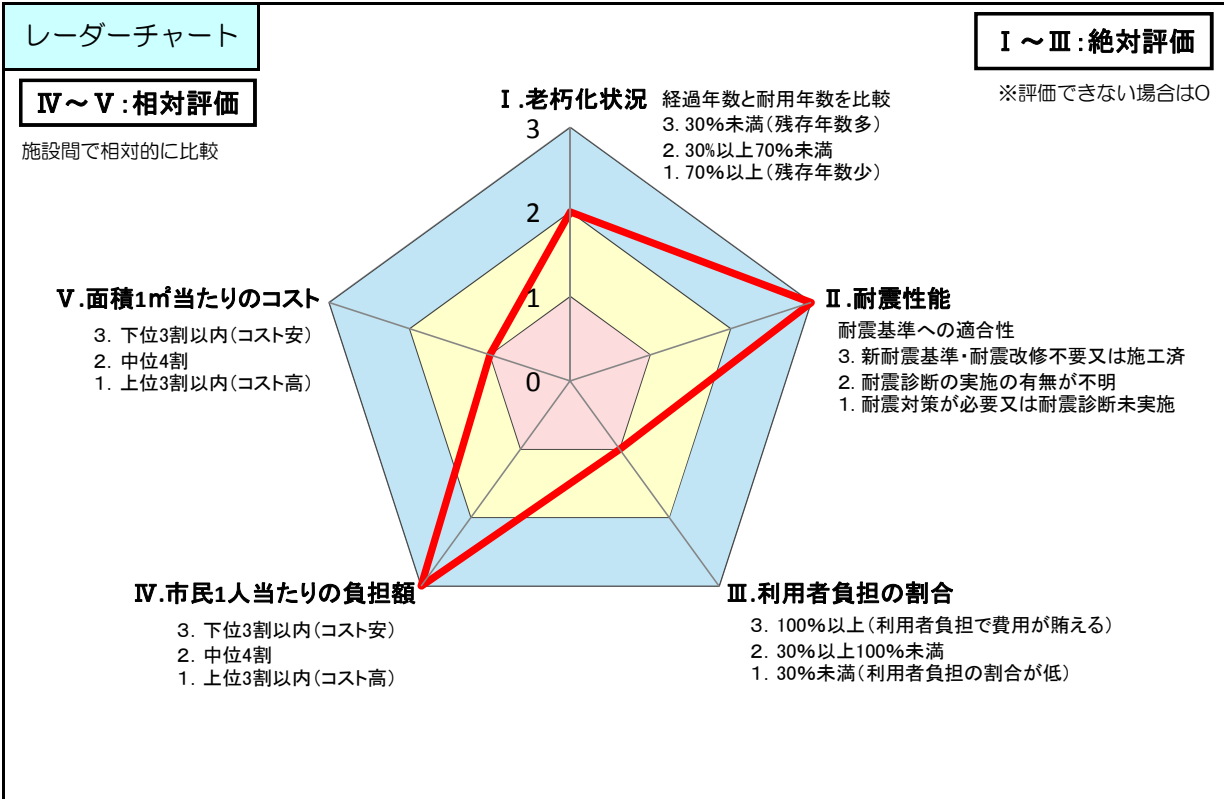 レーダーチャート
Ⅰ～Ⅲ:絶対評価
※評価できない場合は0
Ⅳ～Ⅴ:相対評価
施設間で相対的に比較
Ⅰ.老朽化状況
経過年数と耐用年数を比較
3. 30%未満(残存年数多)
2. 30%以上70%未満
1. 70%以上(残存年数少)
3
2
1
0
Ⅱ.耐震性能
耐震基準への適合性
3. 新耐震基準・耐震改修不要又は施工済
2. 耐震診断の実施の有無が不明
1. 耐震対策が必要又は耐震診断未実施
Ⅴ.面積1㎡当たりのコスト
3. 下位3割以内(コスト安)
2. 中位4割
1. 上位3割以内(コスト高)
Ⅳ.市民1人当たりの負担額
3. 下位3割以内(コスト安)
2. 中位4割
1. 上位3割以内(コスト高)
Ⅲ.利用者負担の割合
3. 100%以上(利用者負担で費用が賄える)
2. 30%以上100%未満
1. 30%未満(利用者負担の割合が低)